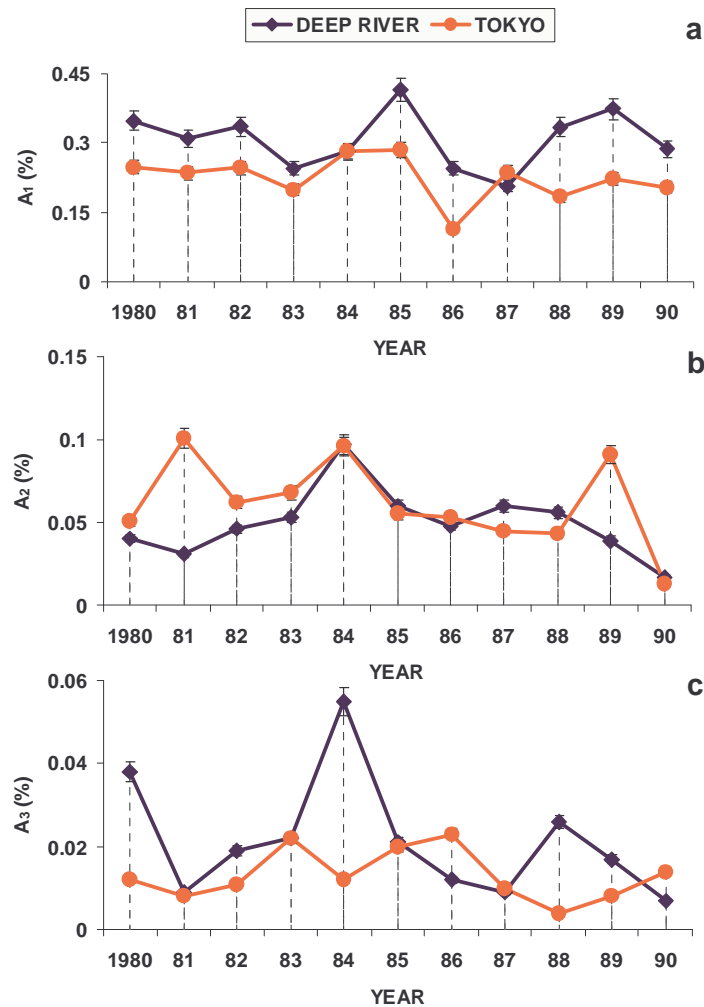 DEEP RIVER TOKYO
a
0.45
0.3
0.15
0
A₁ (%)
1980 81 82 83 84 85 86 87 88 89 90
YEAR
b
0.15
0.1
0.05
0
A₂ (%)
1980 81 82 83 84 85 86 87 88 89 90
YEAR
c
0.06
0.04
0.02
0
A₃ (%)
1980 81 82 83 84 85 86 87 88 89 90
YEAR